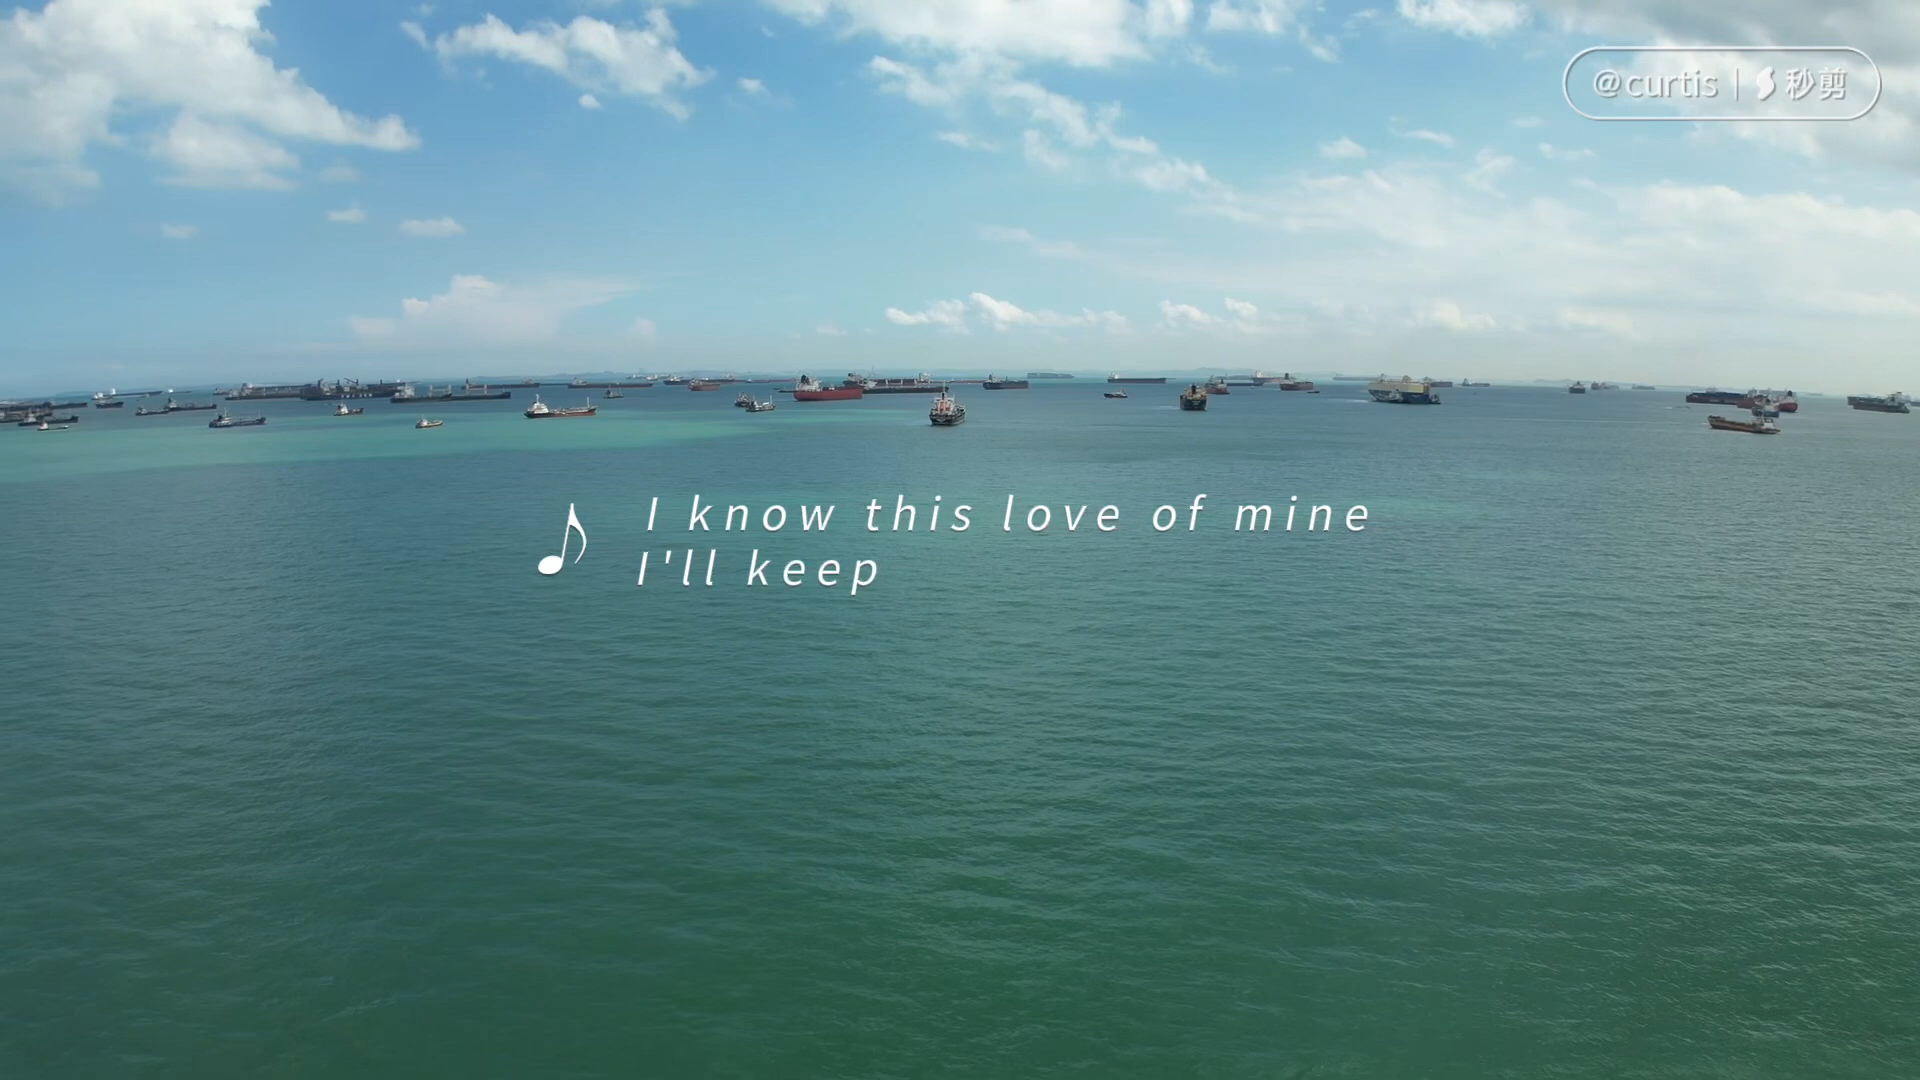 @curtis | 秒剪
I know this love of mine
I'll keep